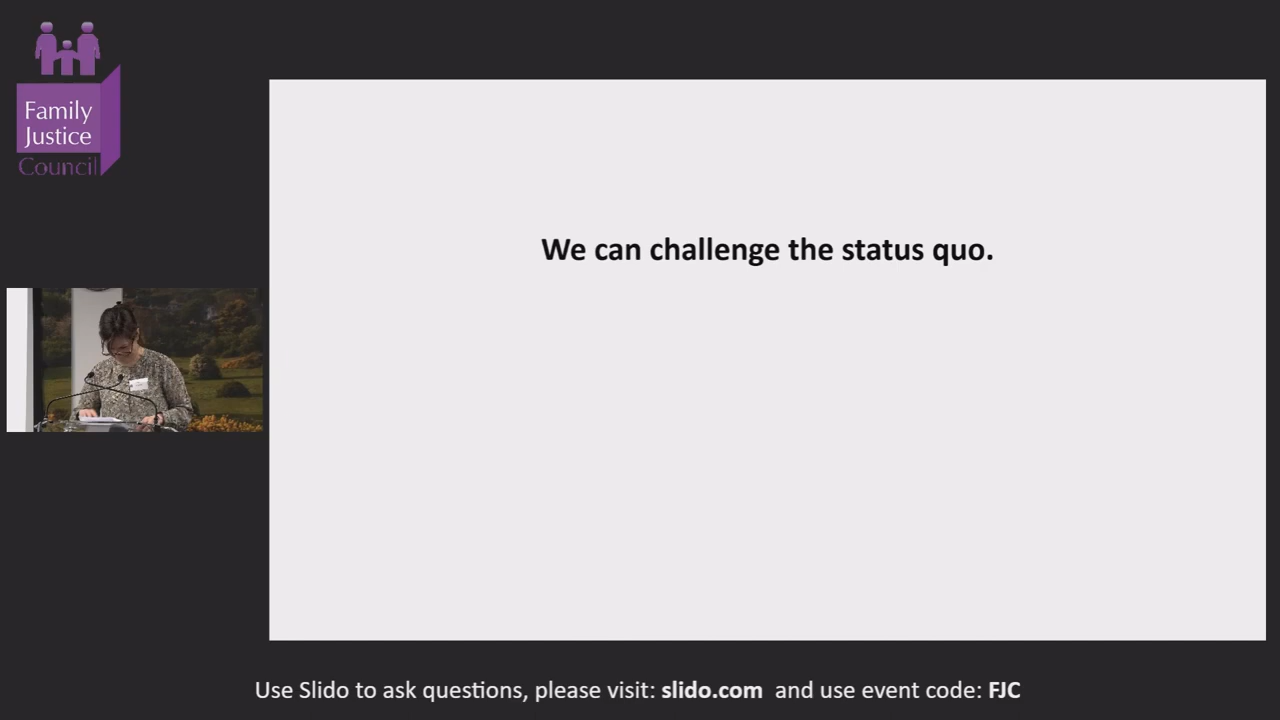 Family
Justice
Council
We can challenge the status quo.
Use Slido to ask questions, please visit: slido.com and use event code: FJC